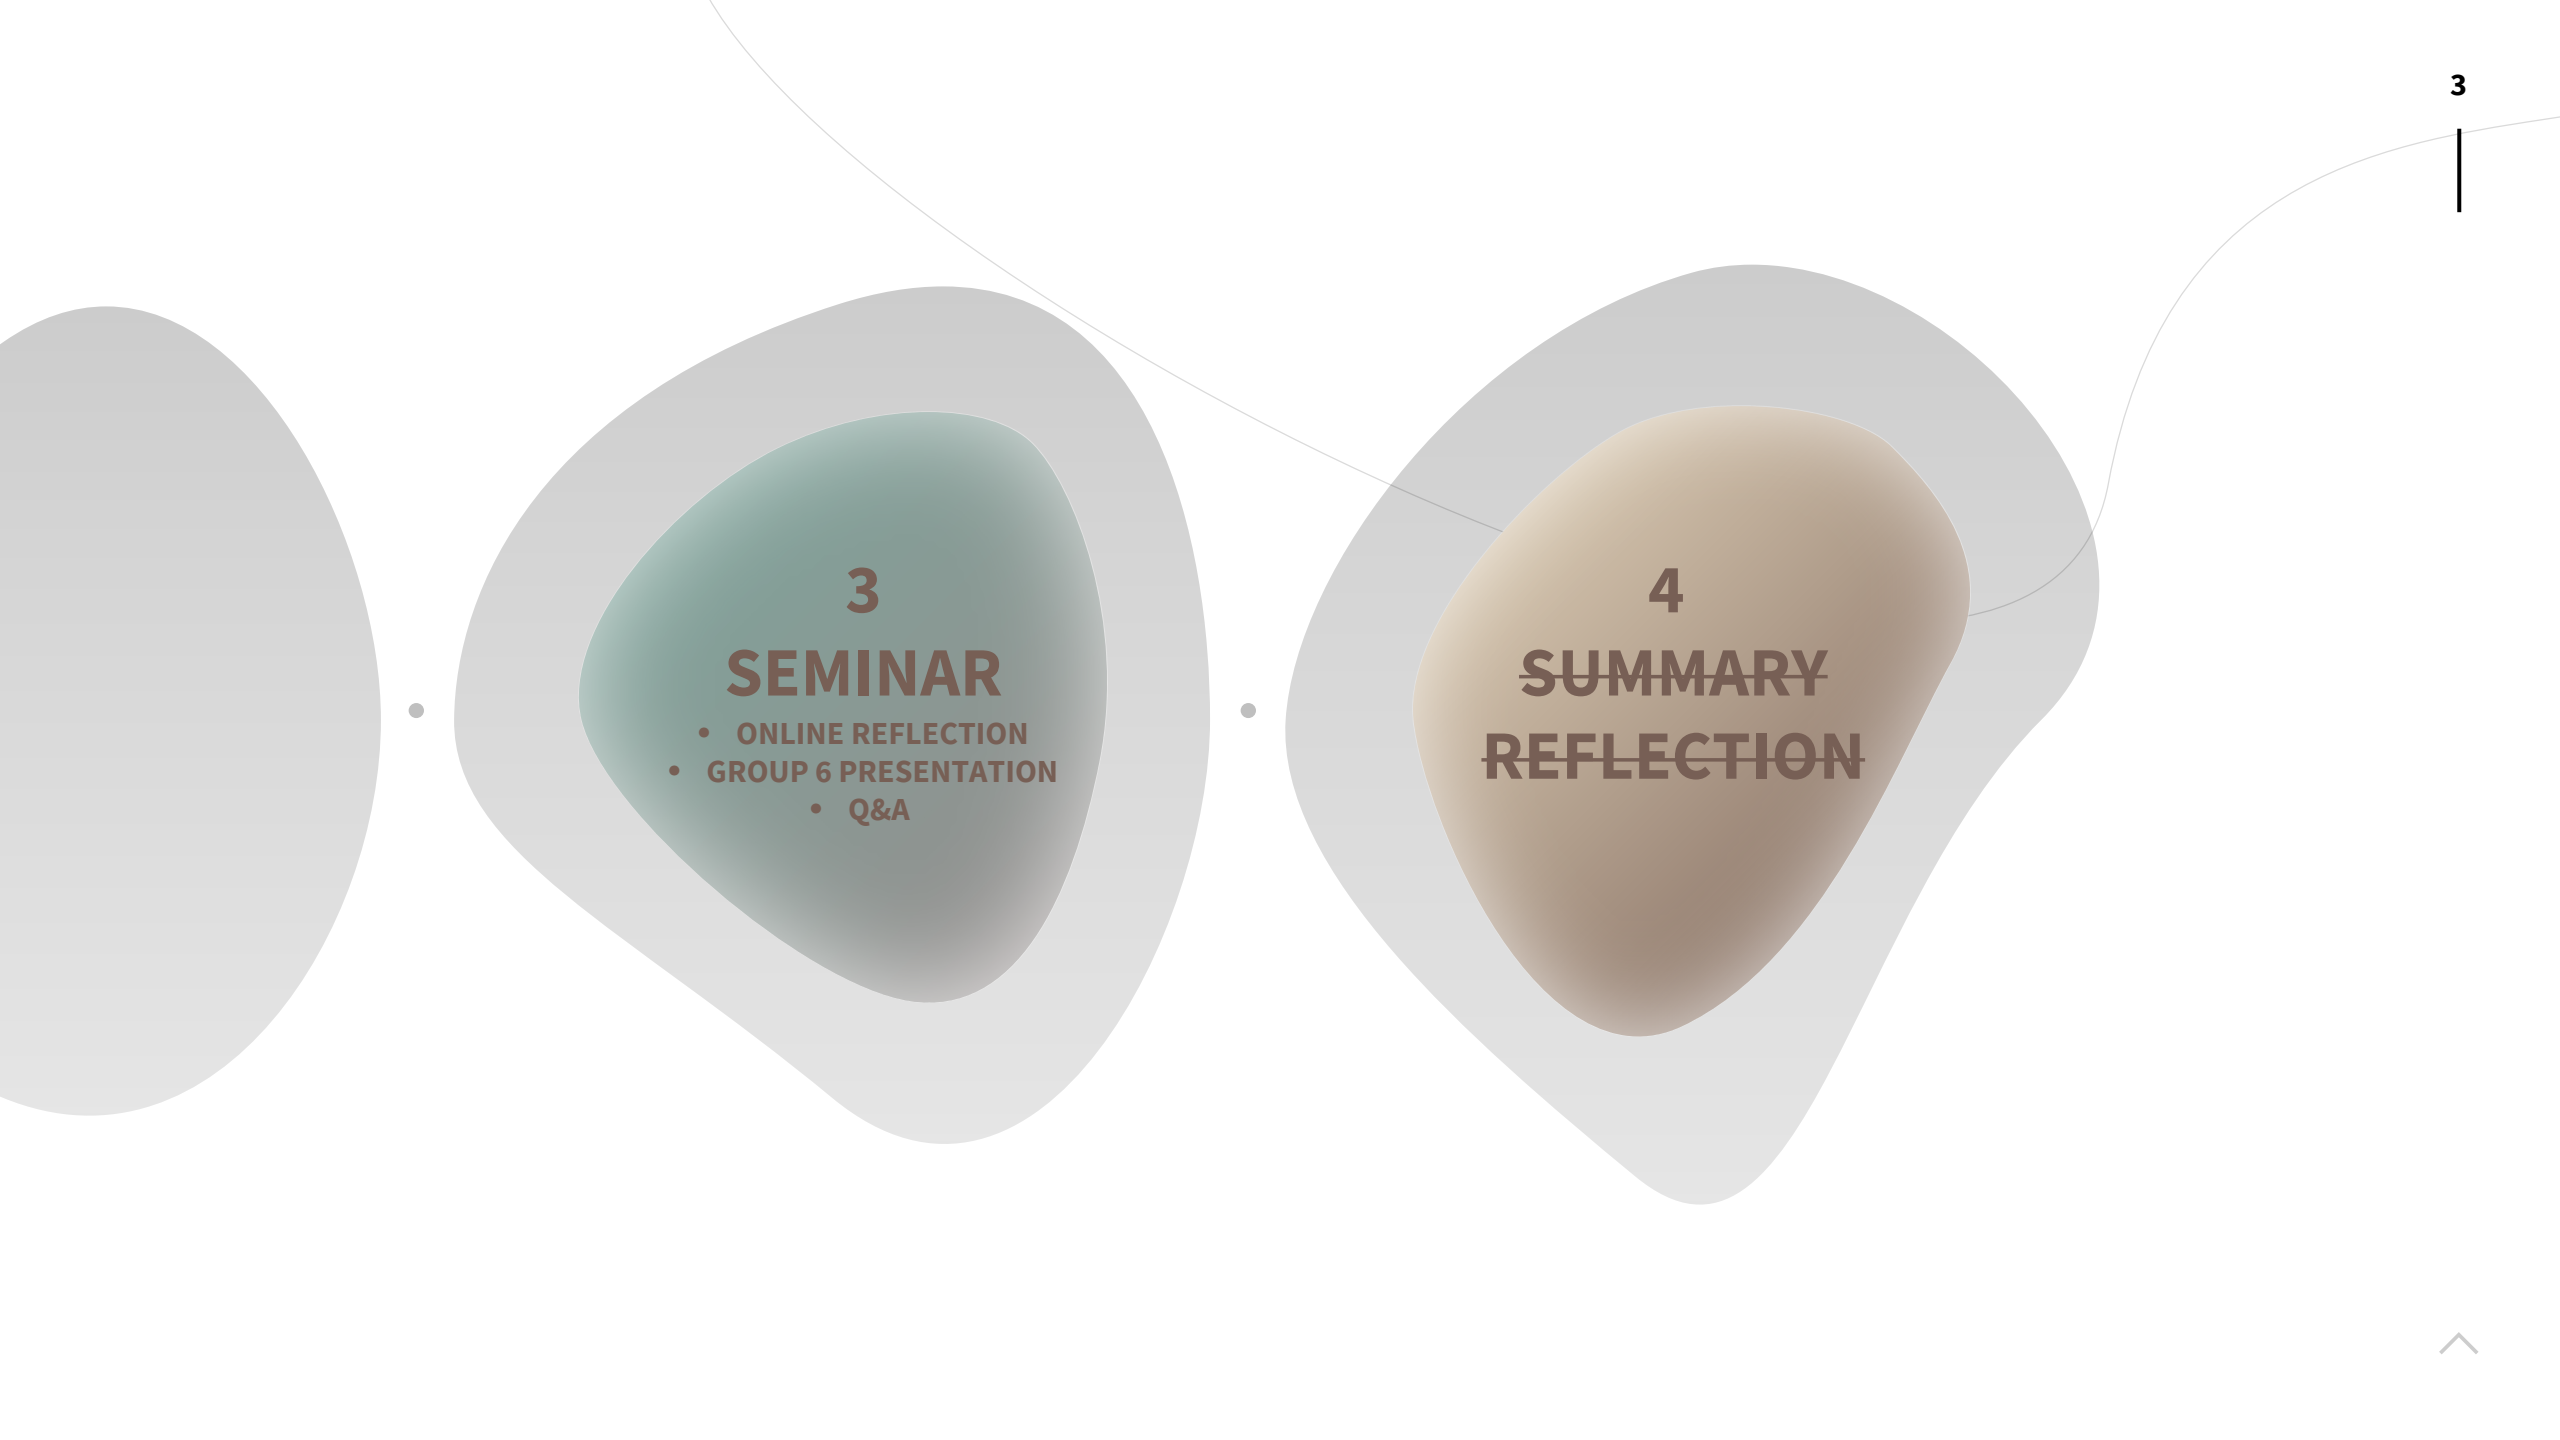 3
3
SEMINAR
• ONLINE REFLECTION
• GROUP 6 PRESENTATION
• Q&A
4
SUMMARY
REFLECTION